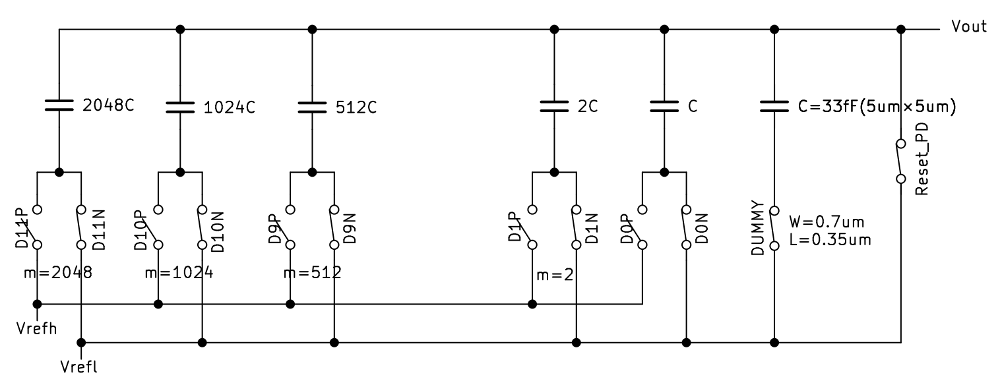 Vout
2048C
1024C
512C
2C
C
C=33fF(5um×5um)
Reset_PD
D11P
D11N
D10P
D10N
D9P
D9N
D1P
D1N
D0P
D0N
DUMMY
W=0.7um
L=0.35um
m=2048
m=1024
m=512
m=2
Vrefh
Vrefl